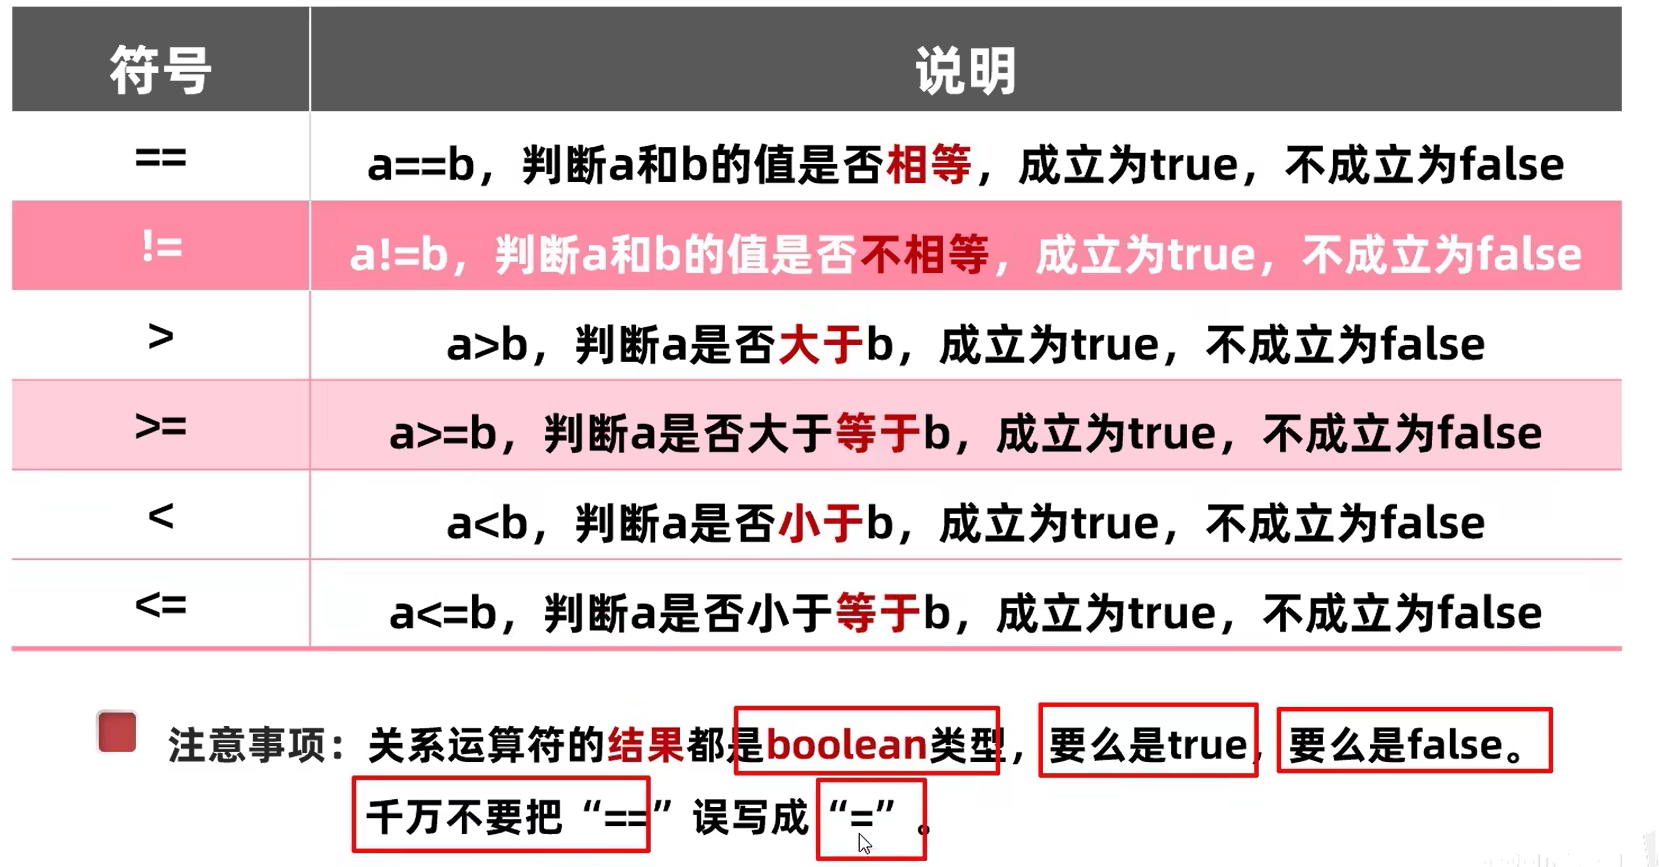 符号 说明
== a==b，判断a和b的值是否相等，成立为true，不成立为false
!= a!=b，判断a和b的值是否不相等，成立为true，不成立为false
> a>b，判断a是否大于b，成立为true，不成立为false
>= a>=b，判断a是否大于等于b，成立为true，不成立为false
< a<b，判断a是否小于b，成立为true，不成立为false
<= a<=b，判断a是否小于等于b，成立为true，不成立为false
注意事项：关系运算符的结果都是boolean类型，要么是true，要么是false。
千万不要把“==”误写成“=”。